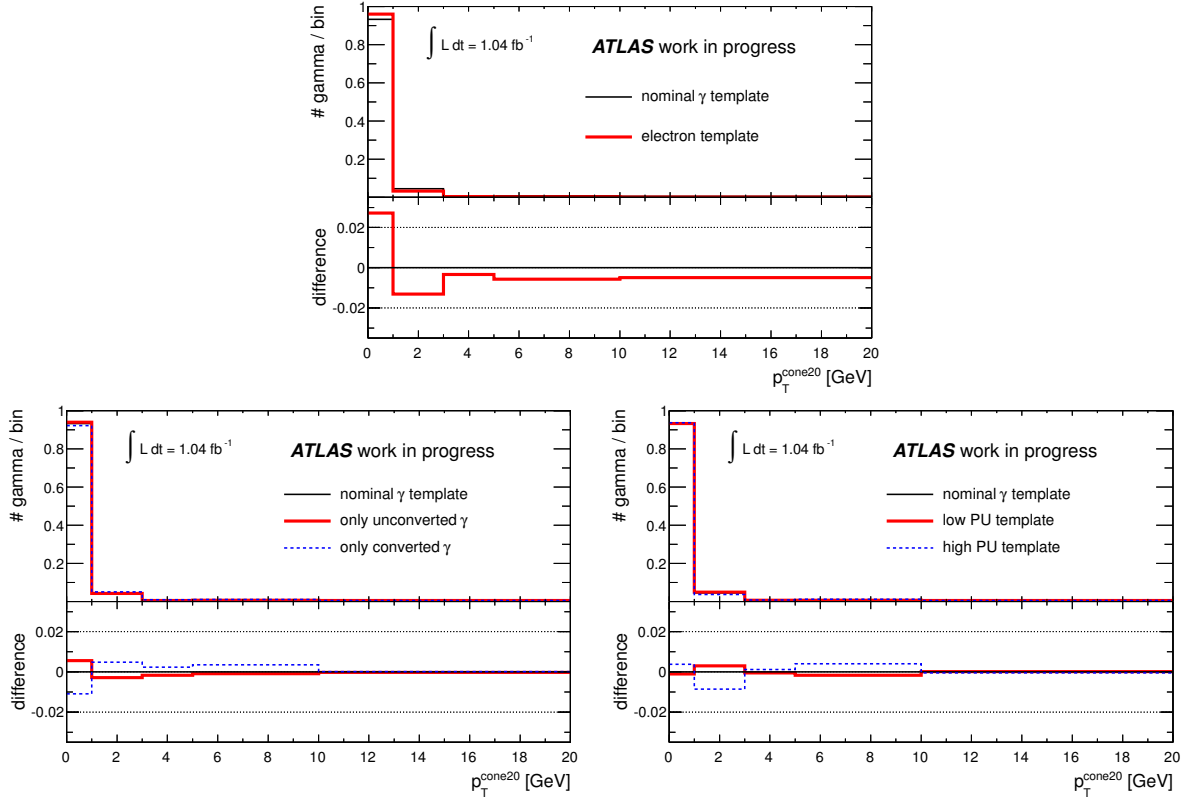 # gamma / bin
1
0.8
0.6
0.4
0.2
∫ L dt = 1.04 fb⁻¹
ATLAS work in progress
nominal γ template
electron template
difference
0.02
0
-0.02
0 2 4 6 8 10 12 14 16 18 20
p_T^cone20 [GeV]
# gamma / bin
1
0.8
0.6
0.4
0.2
∫ L dt = 1.04 fb⁻¹
ATLAS work in progress
nominal γ template
only unconverted γ
only converted γ
difference
0.02
0
-0.02
0 2 4 6 8 10 12 14 16 18 20
p_T^cone20 [GeV]
# gamma / bin
1
0.8
0.6
0.4
0.2
∫ L dt = 1.04 fb⁻¹
ATLAS work in progress
nominal γ template
low PU template
high PU template
difference
0.02
0
-0.02
0 2 4 6 8 10 12 14 16 18 20
p_T^cone20 [GeV]